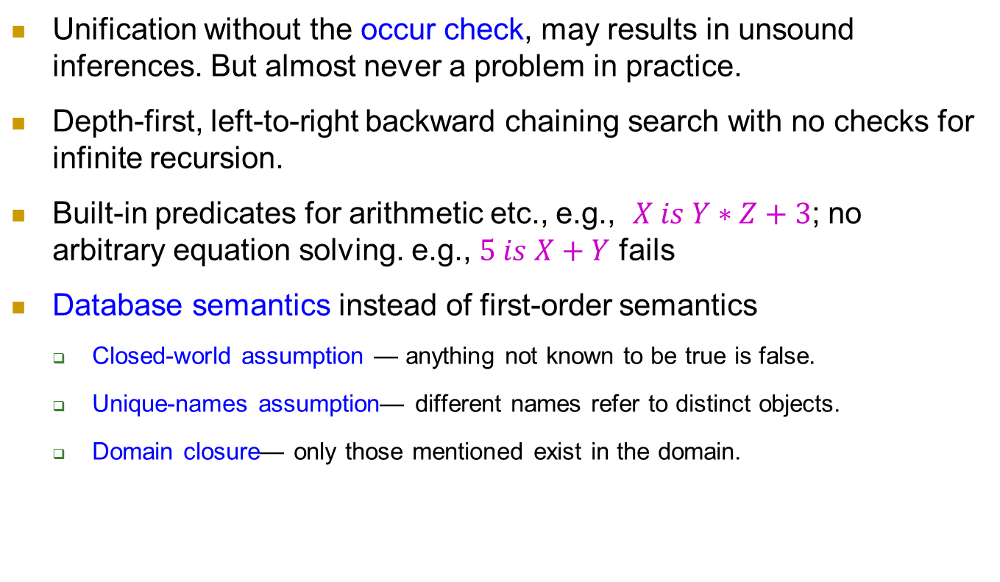 Unification without the occur check, may results in unsound
inferences. But almost never a problem in practice.
Depth-first, left-to-right backward chaining search with no checks for
infinite recursion.
Built-in predicates for arithmetic etc., e.g., X is Y ∗ Z + 3; no
arbitrary equation solving. e.g., 5 is X + Y fails
Database semantics instead of first-order semantics
Closed-world assumption — anything not known to be true is false.
Unique-names assumption— different names refer to distinct objects.
Domain closure— only those mentioned exist in the domain.